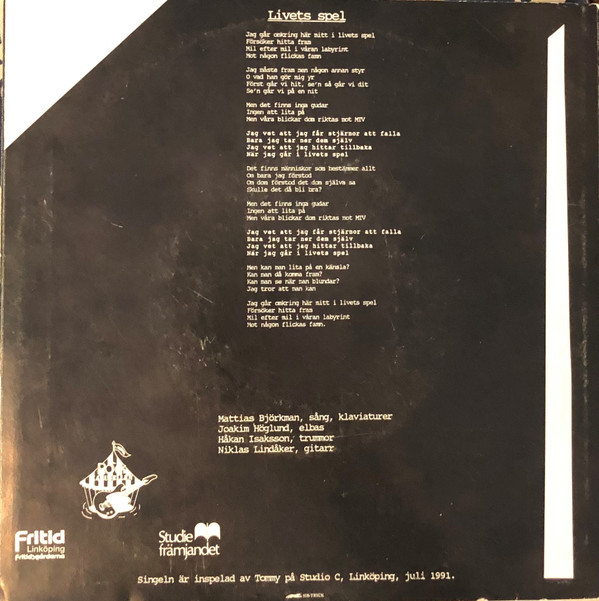 Livets spel
Jag går omkring här mitt i livets spel
Försöker hitta fram
Mil efter mil i våran labyrint
Mot någon flickas famn
Jag måste fram men någon annan styr
O vad han gör mig yr
Först går vi hit, se'n så går vi dit
Se'n går vi på en nit
Men det finns inga gudar
Ingen att lita på
Men våra blickar dom riktas mot MTV
Jag vet att jag får stjärnor att falla
Bara jag tar ner dem själv
Jag vet att jag hittar tillbaka
När jag går i livets spel
Det finns människor som bestämmer allt
Om bara jag förstod
Om dom förstod det dom själva sa
Skulle det då bli bra?
Men det finns inga gudar
Ingen att lita på
Men våra blickar dom riktas mot MTV
Jag vet att jag får stjärnor att falla
Bara jag tar ner dem själv
Jag vet att jag hittar tillbaka
När jag går i livets spel
Men kan man lita på en känsla?
Kan man då komma fram?
Kan man se när man blundar?
Jag tror att man kan
Jag går omkring här mitt i livets spel
Försöker hitta fram
Mil efter mil i våran labyrint
Mot någon flickas famn.
Mattias Björkman, sång, klaviaturer
Joakim Höglund, elbas
Håkan Isaksson, trummor
Niklas Lindåker, gitarr
Fritid
Linköping
Fritidsgårdarna
Studie
främjandet
Singeln är inspelad av Tommy på Studio C, Linköping, juli 1991.